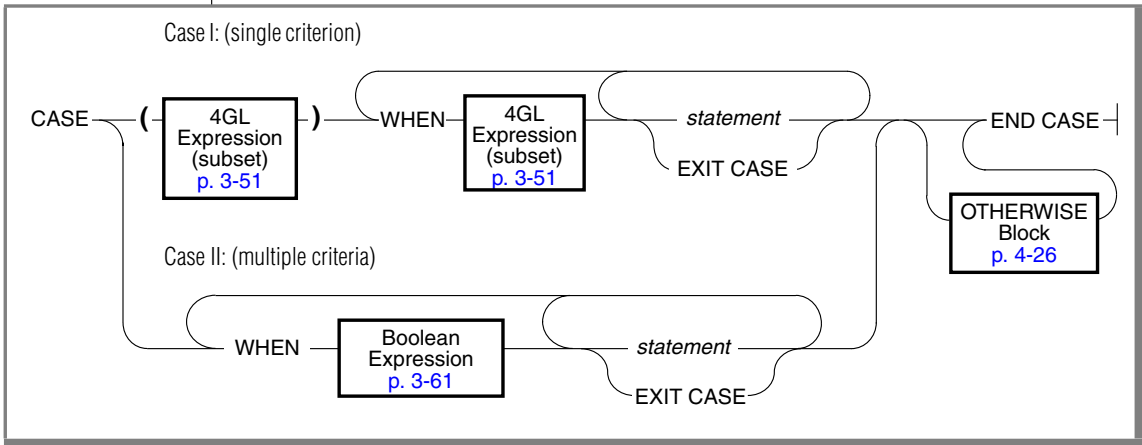 Case I: (single criterion)
CASE ( 4GL
Expression
(subset)
p. 3-51 ) WHEN 4GL
Expression
(subset)
p. 3-51 statement
EXIT CASE
END CASE
OTHERWISE
Block
p. 4-26
Case II: (multiple criteria)
WHEN Boolean
Expression
p. 3-61 statement
EXIT CASE